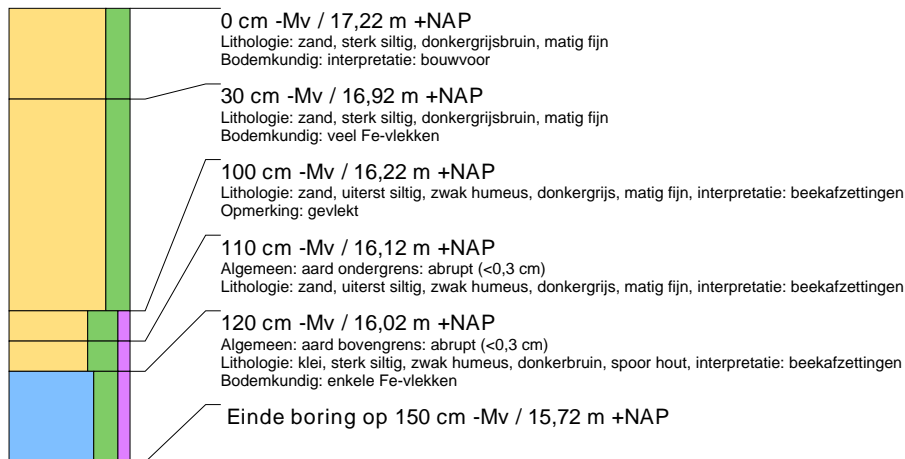 0 cm -Mv / 17,22 m +NAP
Lithologie: zand, sterk siltig, donkergrijsbruin, matig fijn
Bodemkundig: interpretatie: bouwvoor
30 cm -Mv / 16,92 m +NAP
Lithologie: zand, sterk siltig, donkergrijsbruin, matig fijn
Bodemkundig: veel Fe-vlekken
100 cm -Mv / 16,22 m +NAP
Lithologie: zand, uiterst siltig, zwak humeus, donkergrijs, matig fijn, interpretatie: beekafzettingen
Opmerking: gevlekt
110 cm -Mv / 16,12 m +NAP
Algemeen: aard ondergrens: abrupt (<0,3 cm)
Lithologie: zand, uiterst siltig, zwak humeus, donkergrijs, matig fijn, interpretatie: beekafzettingen
120 cm -Mv / 16,02 m +NAP
Algemeen: aard bovengrens: abrupt (<0,3 cm)
Lithologie: klei, sterk siltig, zwak humeus, donkerbruin, spoor hout, interpretatie: beekafzettingen
Bodemkundig: enkele Fe-vlekken
Einde boring op 150 cm -Mv / 15,72 m +NAP